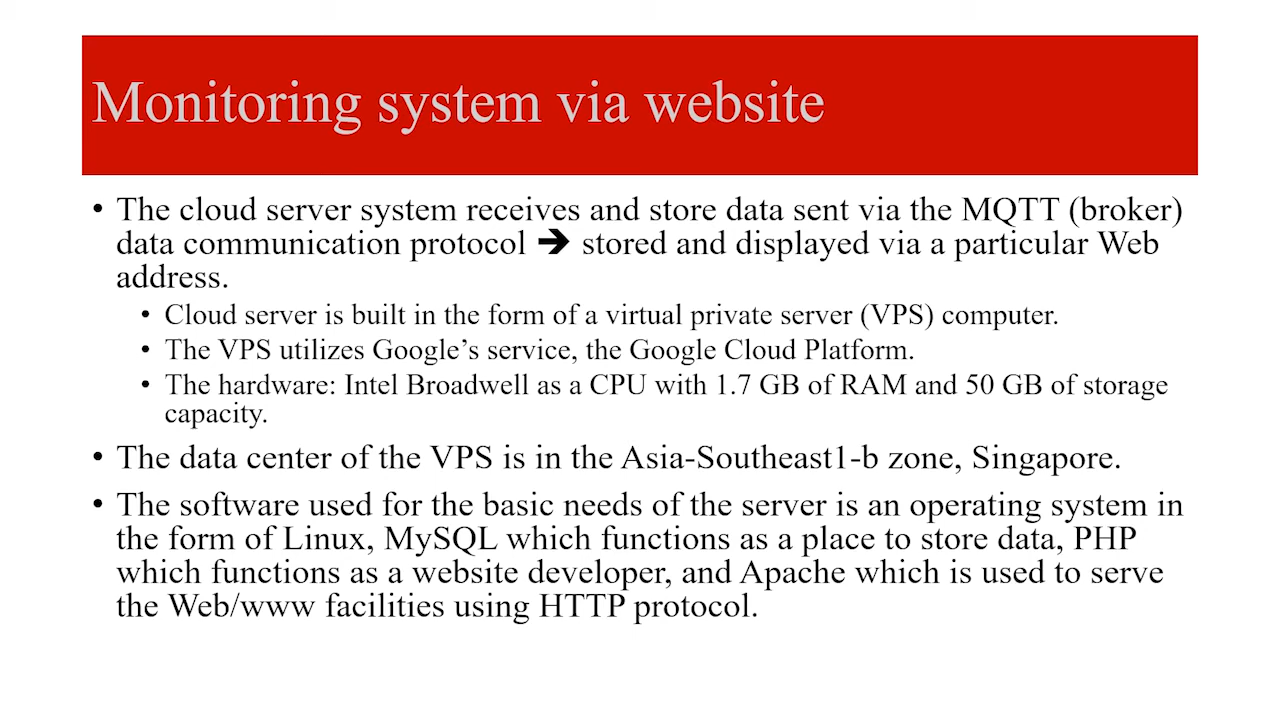 Monitoring system via website
• The cloud server system receives and store data sent via the MQTT (broker)
data communication protocol ➔ stored and displayed via a particular Web
address.
• Cloud server is built in the form of a virtual private server (VPS) computer.
• The VPS utilizes Google’s service, the Google Cloud Platform.
• The hardware: Intel Broadwell as a CPU with 1.7 GB of RAM and 50 GB of storage
capacity.
• The data center of the VPS is in the Asia-Southeast1-b zone, Singapore.
• The software used for the basic needs of the server is an operating system in
the form of Linux, MySQL which functions as a place to store data, PHP
which functions as a website developer, and Apache which is used to serve
the Web/www facilities using HTTP protocol.